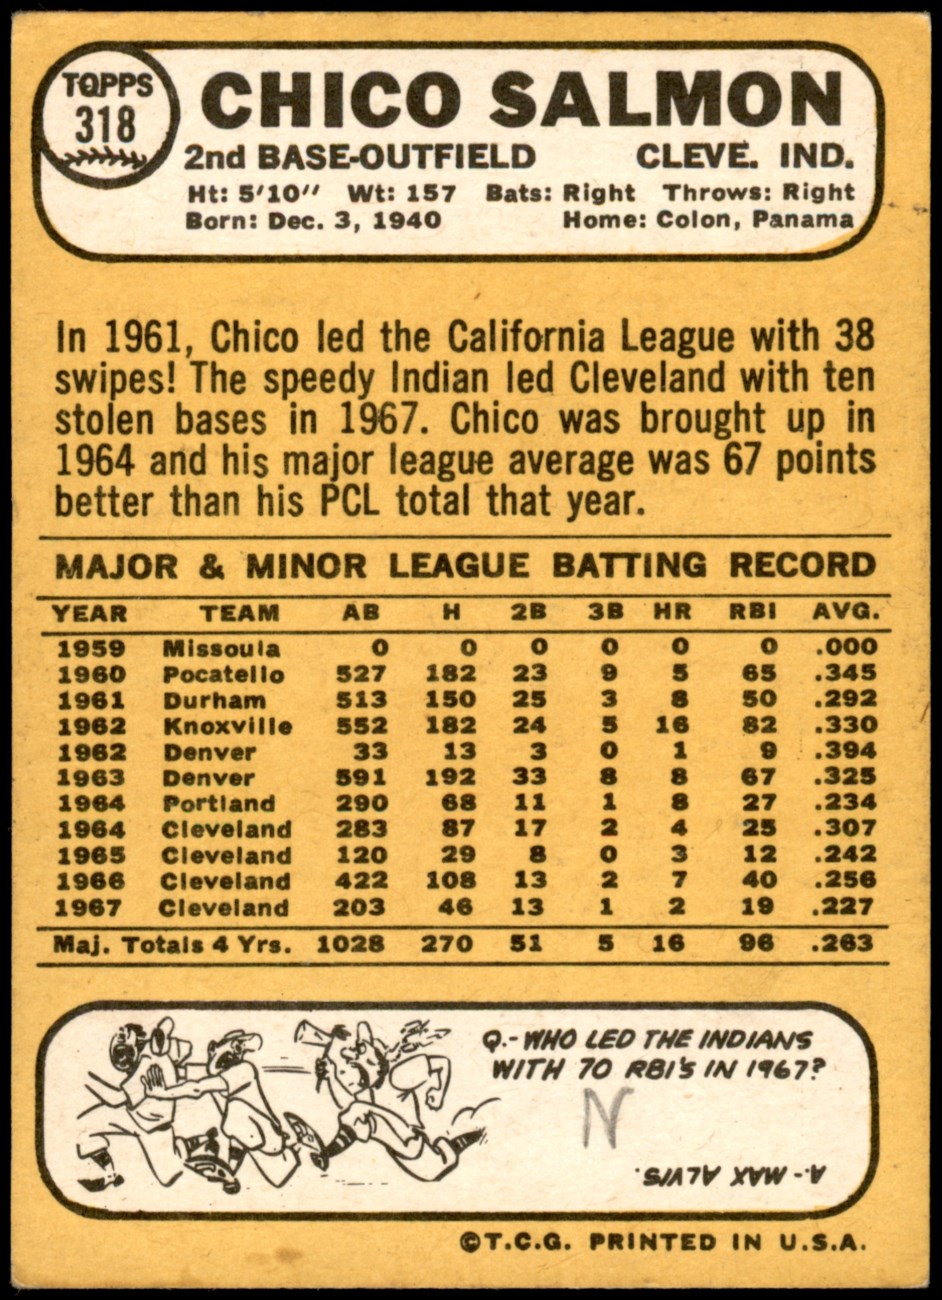 TOPPS
318
CHICO SALMON
2nd BASE-OUTFIELD CLEVE. IND.
Ht: 5'10" Wt: 157 Bats: Right Throws: Right
Born: Dec. 3, 1940 Home: Colon, Panama
In 1961, Chico led the California League with 38
swipes! The speedy Indian led Cleveland with ten
stolen bases in 1967. Chico was brought up in
1964 and his major league average was 67 points
better than his PCL total that year.
MAJOR & MINOR LEAGUE BATTING RECORD
YEAR TEAM AB H 2B 3B HR RBI AVG.
1959 Missoula 0 0 0 0 0 0 .000
1960 Pocatello 527 182 23 9 5 65 .345
1961 Durham 513 150 25 3 8 50 .292
1962 Knoxville 552 182 24 5 16 82 .330
1962 Denver 33 13 3 0 1 9 .394
1963 Denver 591 192 33 8 8 67 .325
1964 Portland 290 68 11 1 8 27 .234
1964 Cleveland 283 87 17 2 4 25 .307
1965 Cleveland 120 29 8 0 3 12 .242
1966 Cleveland 422 108 13 2 7 40 .256
1967 Cleveland 203 46 13 1 2 19 .227
Maj. Totals 4 Yrs. 1028 270 51 5 16 96 .263
Q.- WHO LED THE INDIANS
WITH 70 RBI'S IN 1967?
N
A.- MAX ALVIS.
©T.C.G. PRINTED IN U.S.A.